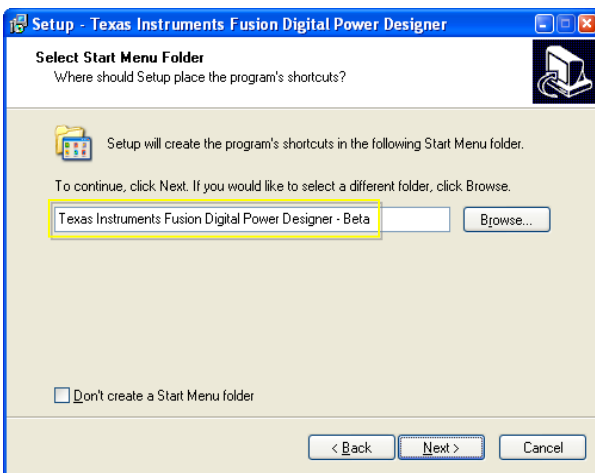 Setup - Texas Instruments Fusion Digital Power Designer
Select Start Menu Folder
Where should Setup place the program's shortcuts?
Setup will create the program's shortcuts in the following Start Menu folder.
To continue, click Next. If you would like to select a different folder, click Browse.
Texas Instruments Fusion Digital Power Designer - Beta
Browse...
Don't create a Start Menu folder
< Back
Next >
Cancel